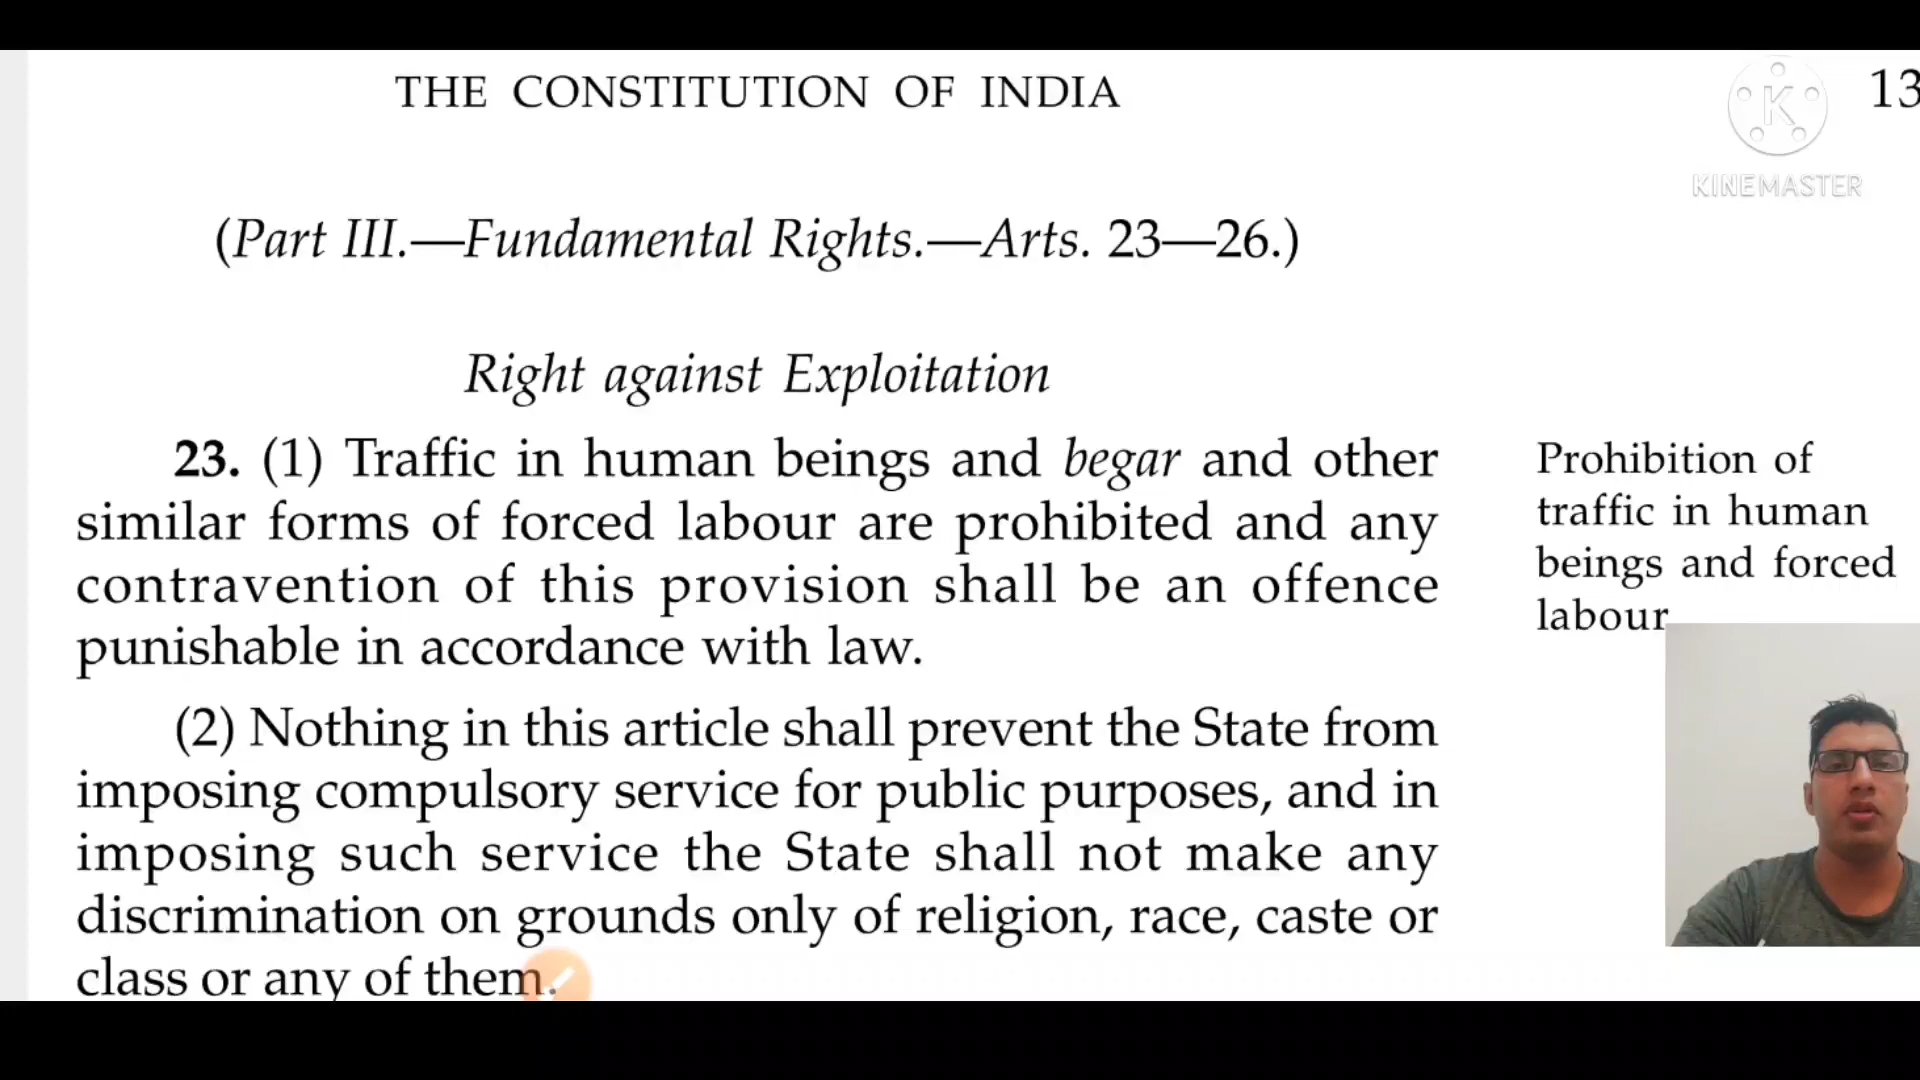 THE CONSTITUTION OF INDIA
13
KINEMASTER
(Part III.—Fundamental Rights.—Arts. 23—26.)
Right against Exploitation
23. (1) Traffic in human beings and begar and other
similar forms of forced labour are prohibited and any
contravention of this provision shall be an offence
punishable in accordance with law.
Prohibition of
traffic in human
beings and forced
labour
(2) Nothing in this article shall prevent the State from
imposing compulsory service for public purposes, and in
imposing such service the State shall not make any
discrimination on grounds only of religion, race, caste or
class or any of them.